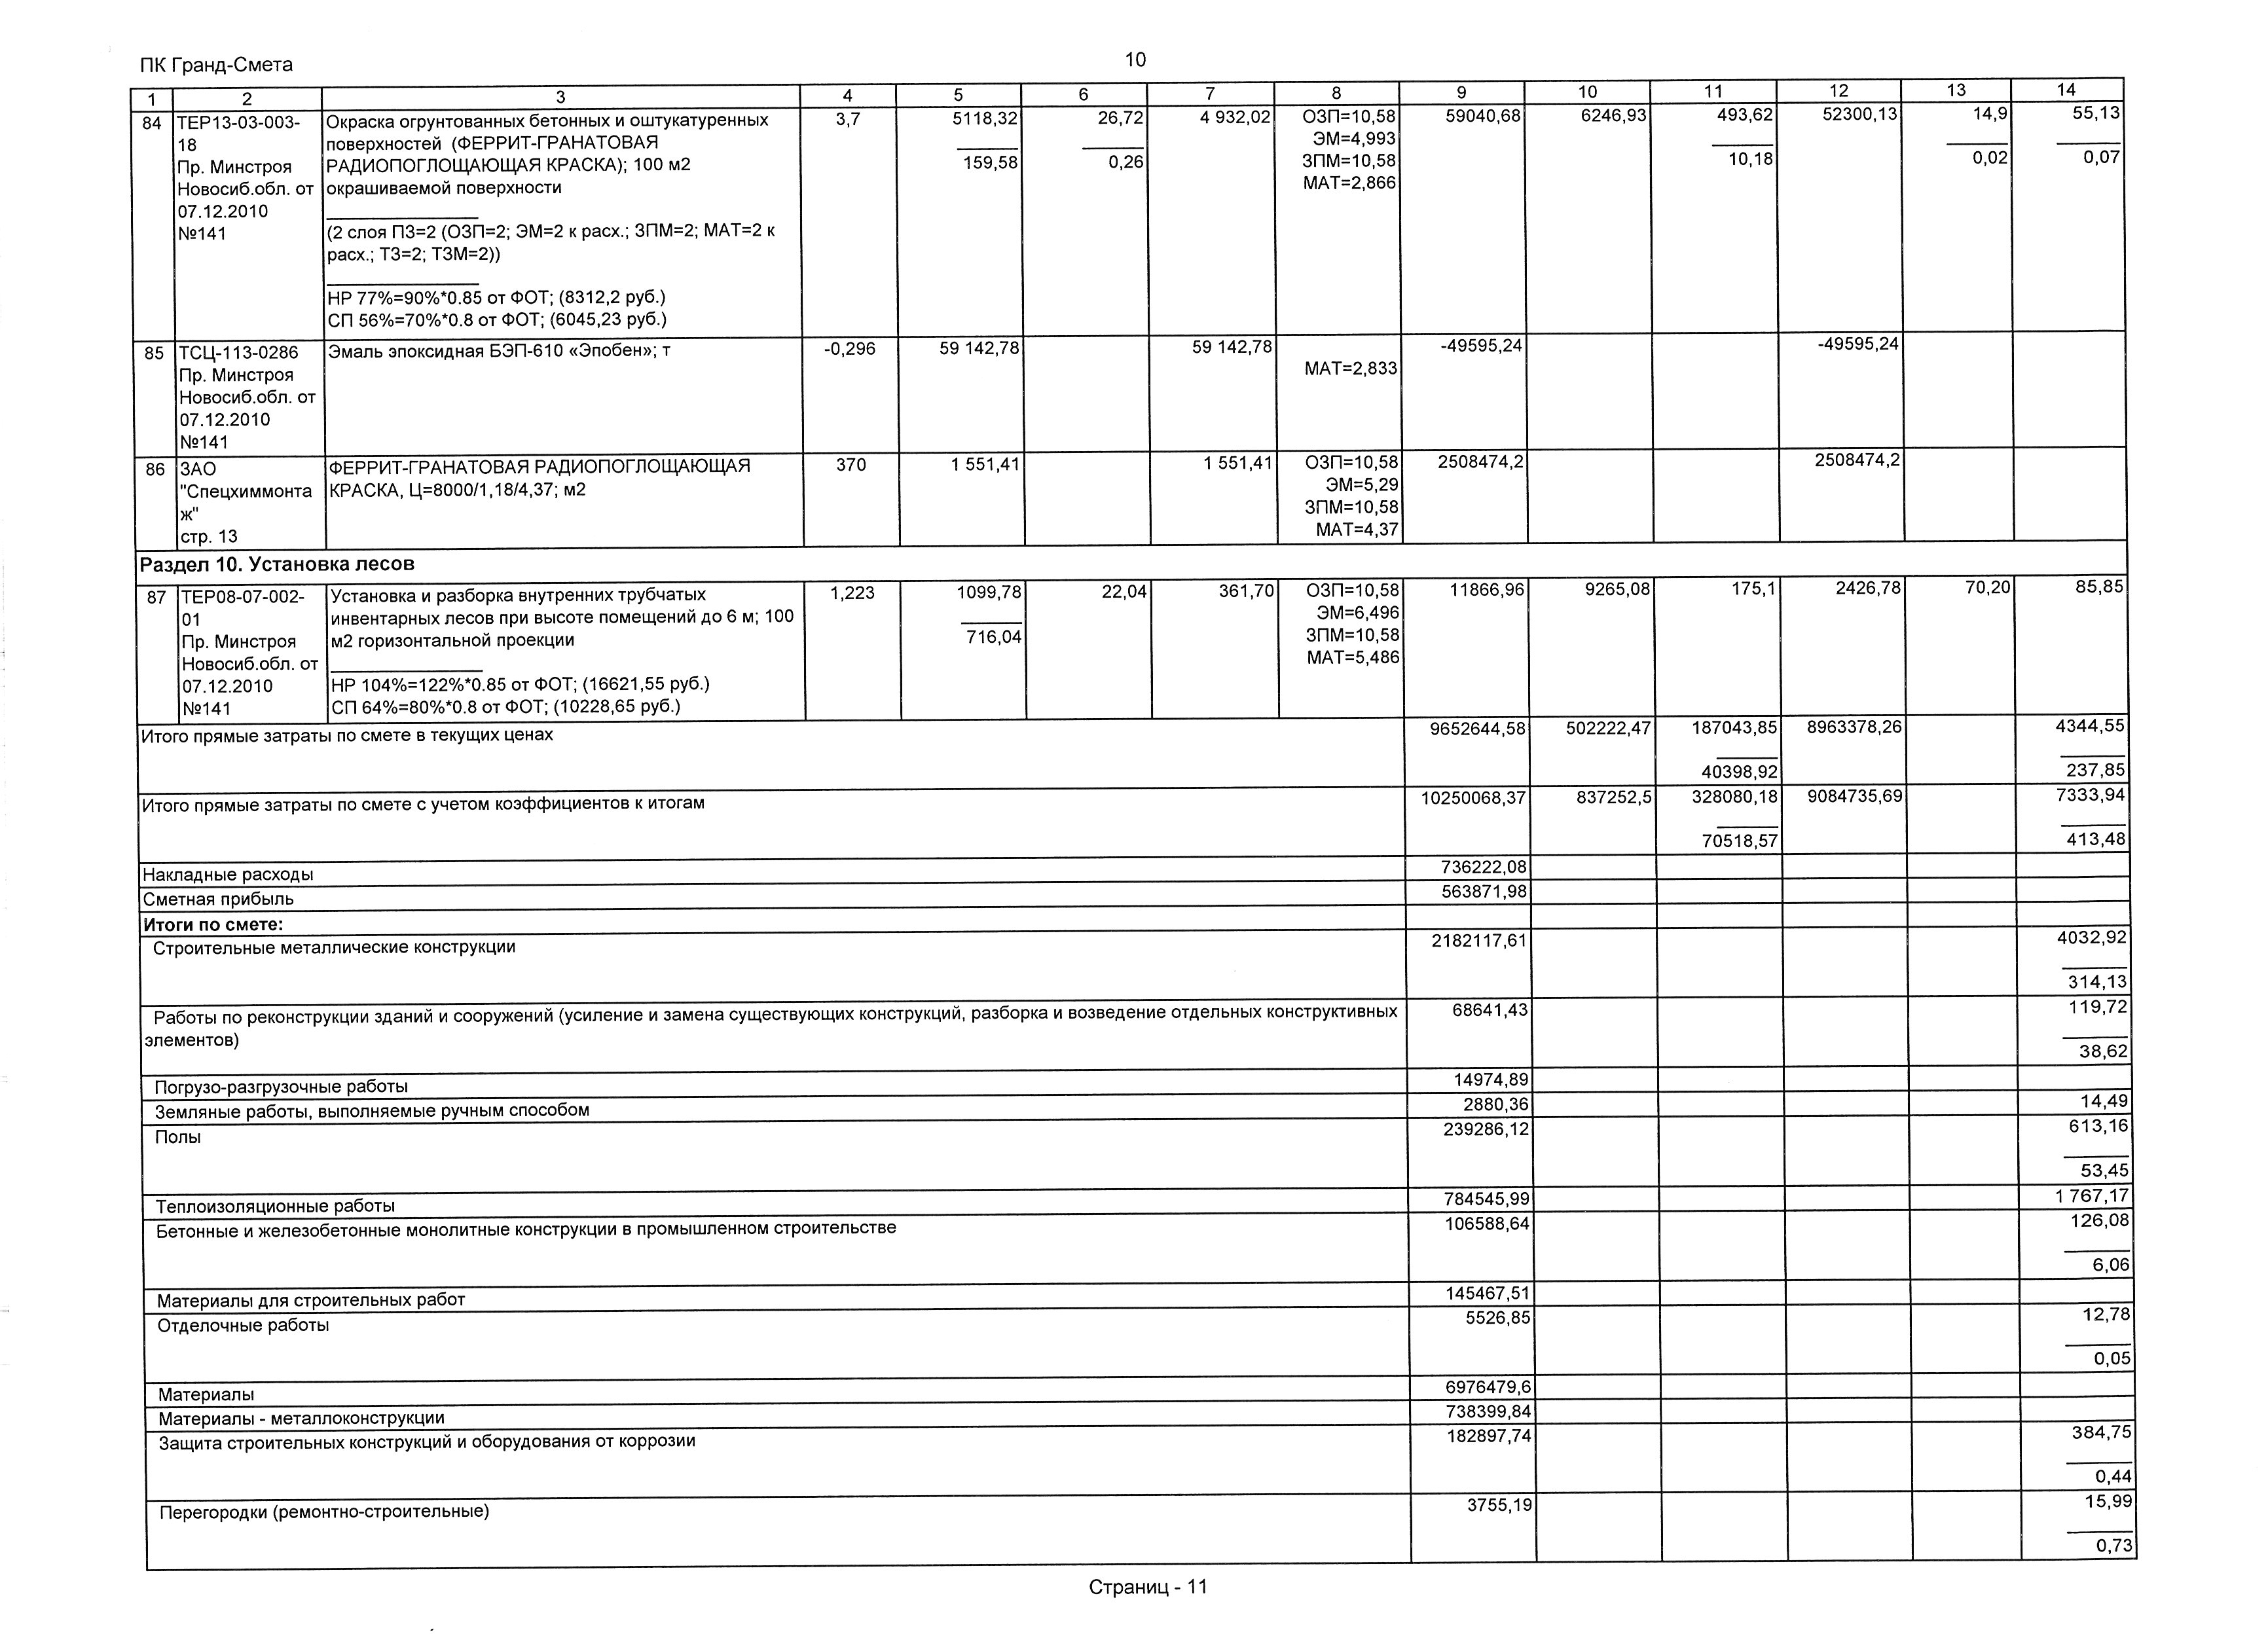 ПК Гранд-Смета
10
1 2 3 4 5 6 7 8 9 10 11 12 13 14
84 ТЕР13-03-003- Окраска огрунтованных бетонных и оштукатуренных 3,7 5118,32 26,72 4 932,02 ОЗП=10,58 59040,68 6246,93 493,62 52300,13 14,9 55,13
18 поверхностей (ФЕРРИТ-ГРАНАТОВАЯ ЭМ=4,993
Пр. Минстроя РАДИОПОГЛОЩАЮЩАЯ КРАСКА); 100 м2 159,58 0,26 ЗПМ=10,58 10,18 0,02 0,07
Новосиб.обл. от окрашиваемой поверхности МАТ=2,866
07.12.2010
№141 (2 слоя ПЗ=2 (ОЗП=2; ЭМ=2 к расх.; ЗПМ=2; МАТ=2 к
расх.; ТЗ=2; ТЗМ=2))
НР 77%=90%*0.85 от ФОТ; (8312,2 руб.)
СП 56%=70%*0.8 от ФОТ; (6045,23 руб.)
85 ТСЦ-113-0286 Эмаль эпоксидная БЭП-610 «Эпобен»; т -0,296 59 142,78 59 142,78 -49595,24 -49595,24
Пр. Минстроя МАТ=2,833
Новосиб.обл. от
07.12.2010
№141
86 ЗАО ФЕРРИТ-ГРАНАТОВАЯ РАДИОПОГЛОЩАЮЩАЯ 370 1 551,41 1 551,41 ОЗП=10,58 2508474,2 2508474,2
"Спецхиммонта КРАСКА, Ц=8000/1,18/4,37; м2 ЭМ=5,29
ж" ЗПМ=10,58
стр. 13 МАТ=4,37
Раздел 10. Установка лесов
87 ТЕР08-07-002- Установка и разборка внутренних трубчатых 1,223 1099,78 22,04 361,70 ОЗП=10,58 11866,96 9265,08 175,1 2426,78 70,20 85,85
01 инвентарных лесов при высоте помещений до 6 м; 100 ЭМ=6,496
Пр. Минстроя м2 горизонтальной проекции 716,04 ЗПМ=10,58
Новосиб.обл. от МАТ=5,486
07.12.2010 НР 104%=122%*0.85 от ФОТ; (16621,55 руб.)
№141 СП 64%=80%*0.8 от ФОТ; (10228,65 руб.)
Итого прямые затраты по смете в текущих ценах 9652644,58 502222,47 187043,85 8963378,26 4344,55
40398,92 237,85
Итого прямые затраты по смете с учетом коэффициентов к итогам 10250068,37 837252,5 328080,18 9084735,69 7333,94
70518,57 413,48
Накладные расходы 736222,08
Сметная прибыль 563871,98
Итоги по смете:
Строительные металлические конструкции 2182117,61 4032,92
314,13
Работы по реконструкции зданий и сооружений (усиление и замена существующих конструкций, разборка и возведение отдельных конструктивных 68641,43 119,72
элементов)
38,62
Погрузо-разгрузочные работы 14974,89
Земляные работы, выполняемые ручным способом 2880,36 14,49
Полы 239286,12 613,16
53,45
Теплоизоляционные работы 784545,99 1 767,17
Бетонные и железобетонные монолитные конструкции в промышленном строительстве 106588,64 126,08
6,06
Материалы для строительных работ 145467,51
Отделочные работы 5526,85 12,78
0,05
Материалы 6976479,6
Материалы - металлоконструкции 738399,84
Защита строительных конструкций и оборудования от коррозии 182897,74 384,75
0,44
Перегородки (ремонтно-строительные) 3755,19 15,99
0,73
Страниц - 11